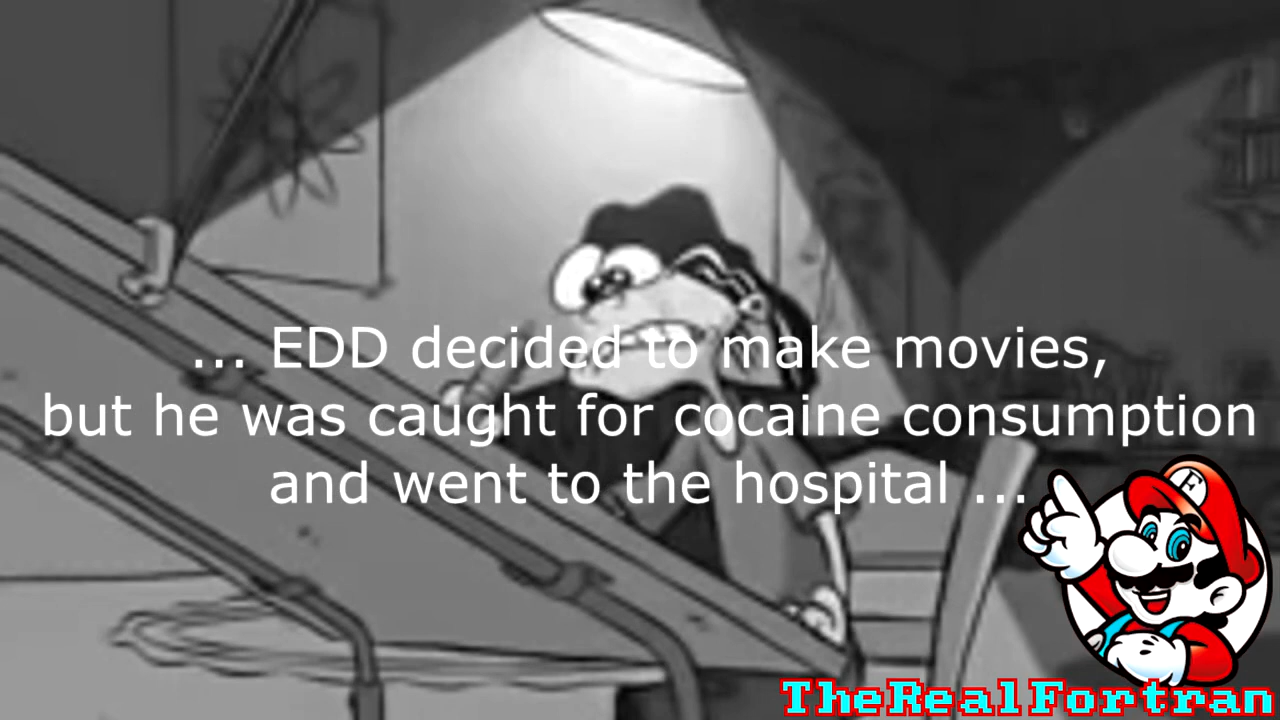 ... EDD decided to make movies,
but he was caught for cocaine consumption
and went to the hospital ...
F
TheRealFortran